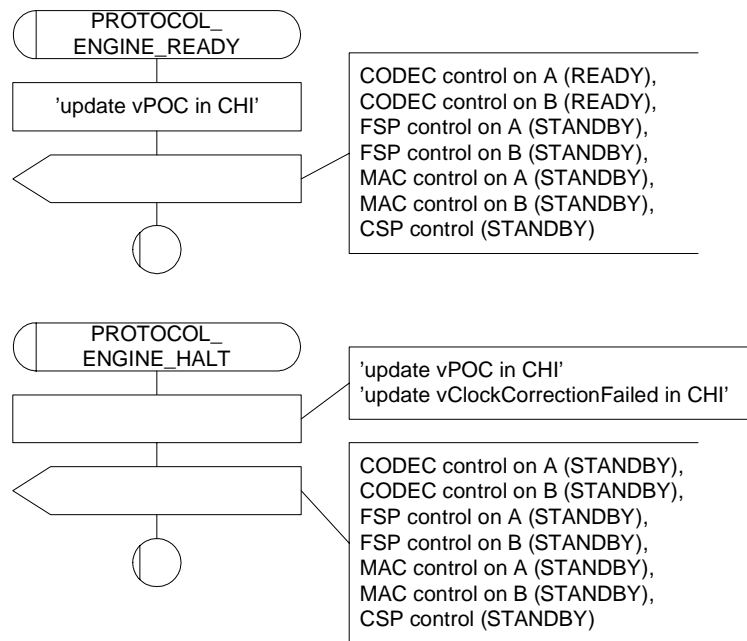 PROTOCOL_
ENGINE_READY
’update vPOC in CHI’
CODEC control on A (READY),
CODEC control on B (READY),
FSP control on A (STANDBY),
FSP control on B (STANDBY),
MAC control on A (STANDBY),
MAC control on B (STANDBY),
CSP control (STANDBY)
PROTOCOL_
ENGINE_HALT
’update vPOC in CHI’
’update vClockCorrectionFailed in CHI’
CODEC control on A (STANDBY),
CODEC control on B (STANDBY),
FSP control on A (STANDBY),
FSP control on B (STANDBY),
MAC control on A (STANDBY),
MAC control on B (STANDBY),
CSP control (STANDBY)